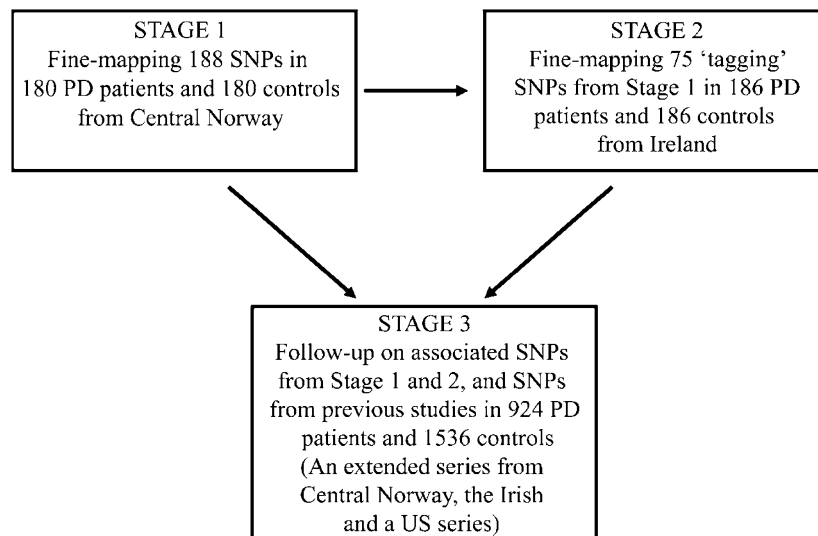 STAGE 1
Fine-mapping 188 SNPs in
180 PD patients and 180 controls
from Central Norway
STAGE 2
Fine-mapping 75 ‘tagging’
SNPs from Stage 1 in 186 PD
patients and 186 controls
from Ireland
STAGE 3
Follow-up on associated SNPs
from Stage 1 and 2, and SNPs
from previous studies in 924 PD
patients and 1536 controls
(An extended series from
Central Norway, the Irish
and a US series)